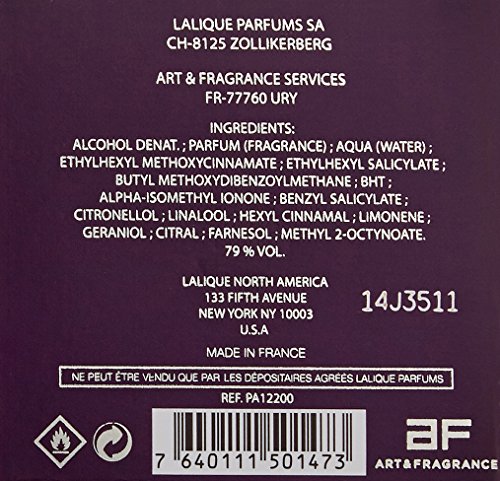 LALIQUE PARFUMS SA
CH-8125 ZOLLIKERBERG
ART & FRAGRANCE SERVICES
FR-77760 URY
INGREDIENTS:
ALCOHOL DENAT. ; PARFUM (FRAGRANCE) ; AQUA (WATER) ;
ETHYLHEXYL METHOXYCINNAMATE ; ETHYLHEXYL SALICYLATE ;
BUTYL METHOXYDIBENZOYLMETHANE ; BHT ;
ALPHA-ISOMETHYL IONONE ; BENZYL SALICYLATE ;
CITRONELLOL ; LINALOOL ; HEXYL CINNAMAL ; LIMONENE ;
GERANIOL ; CITRAL ; FARNESOL ; METHYL 2-OCTYNOATE.
79 % VOL.
LALIQUE NORTH AMERICA
133 FIFTH AVENUE
NEW YORK NY 10003
U.S.A
14J3511
MADE IN FRANCE
NE PEUT ÊTRE VENDU QUE PAR LES DÉPOSITAIRES AGRÉÉS LALIQUE PARFUMS
REF. PA12200
7 640111 501473
AF
ART&FRAGRANCE